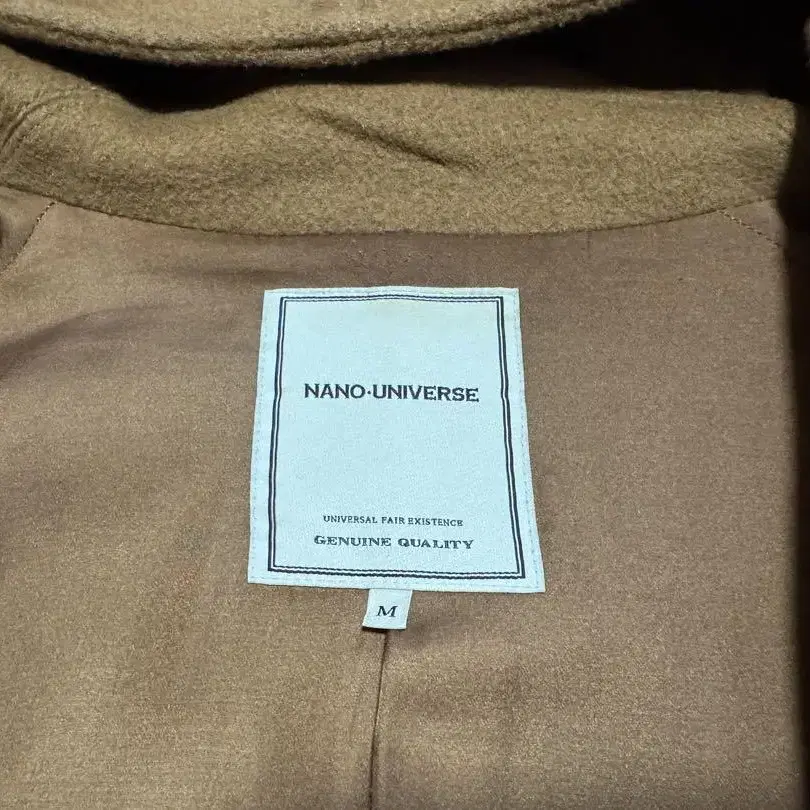 NANO·UNIVERSE
UNIVERSAL FAIR EXISTENCE
GENUINE QUALITY
M